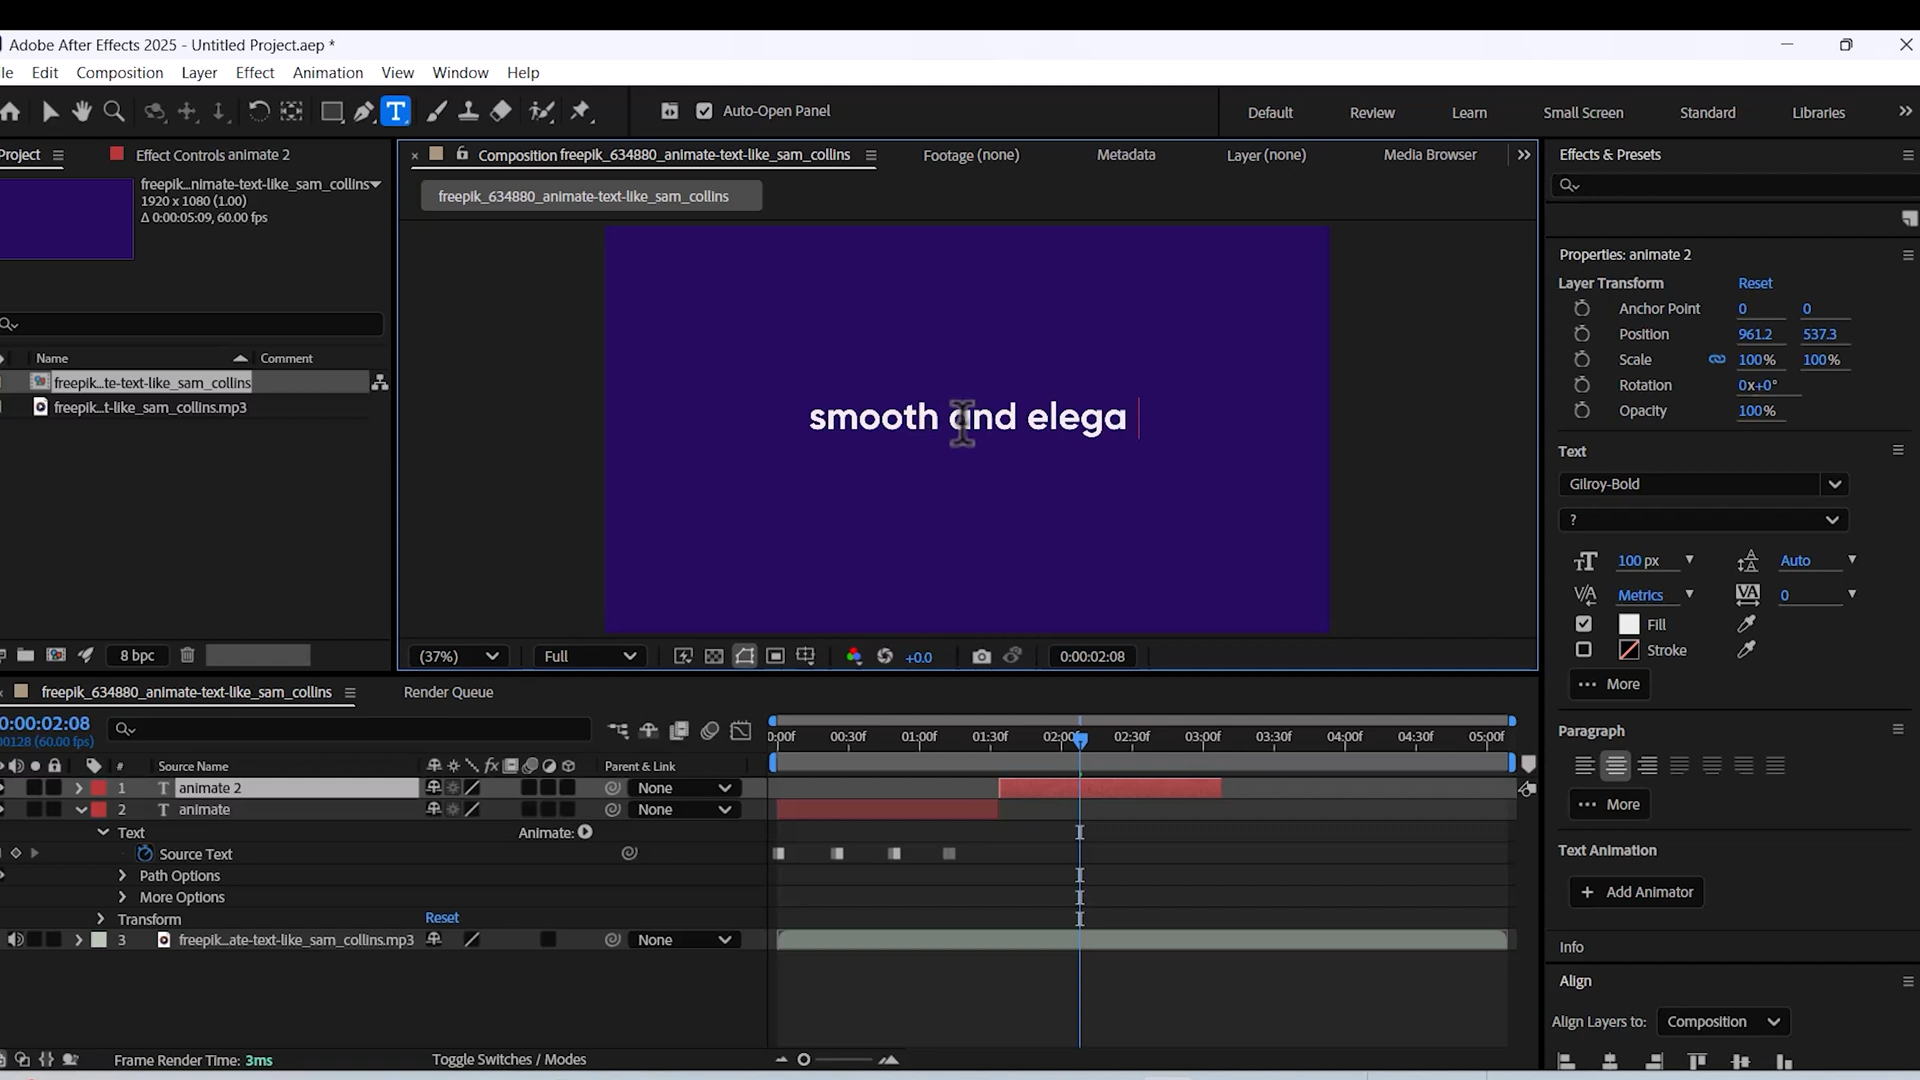 Adobe After Effects 2025 - Untitled Project.aep *
le Edit Composition Layer Effect Animation View Window Help
Auto-Open Panel
Default Review Learn Small Screen Standard Libraries
Project
Effect Controls animate 2
Composition freepik_634880_animate-text-like_sam_collins
Footage (none)
Metadata
Layer (none)
Media Browser
Effects & Presets
freepik...nimate-text-like_sam_collins
1920 x 1080 (1.00)
Δ 0:00:05:09, 60.00 fps
freepik_634880_animate-text-like_sam_collins
Name
Comment
freepik...te-text-like_sam_collins
freepik...t-like_sam_collins.mp3
8 bpc
smooth and elega
(37%)
Full
+0.0
0:00:02:08
Properties: animate 2
Layer Transform Reset
Anchor Point 0 0
Position 961.2 537.3
Scale 100% 100%
Rotation 0x+0°
Opacity 100%
Text
Gilroy-Bold
?
100 px Auto
Metrics 0
Fill
Stroke
More
Paragraph
More
Text Animation
+ Add Animator
Info
Align
Align Layers to: Composition
freepik_634880_animate-text-like_sam_collins
Render Queue
0:00:02:08
00128 (60.00 fps)
# Source Name
Parent & Link
0:00f 00:30f 01:00f 01:30f 02:00f 02:30f 03:00f 03:30f 04:00f 04:30f 05:00f
1 T animate 2 None
2 T animate None
Text
Animate:
Source Text
Path Options
More Options
Transform Reset
3 freepik...ate-text-like_sam_collins.mp3 None
Frame Render Time: 3ms
Toggle Switches / Modes